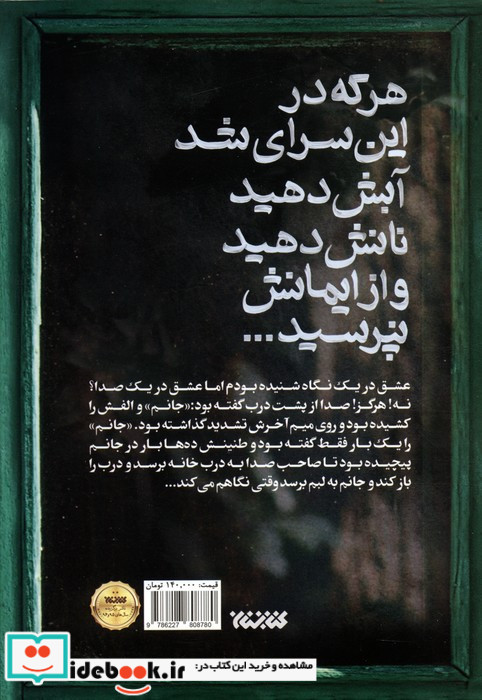 هرکه در
این سرای شد
آبش دهید
نانش دهید
و از ایمانش
نپرسید...
عشق در یک نگاه شنیده بودم اما عشق در یک صدا؟
نه! هرگز! صدا از پشت درب گفته بود: «جانم» و الفش را
کشیده بود و روی میم آخرش تشدید گذاشته بود. «جانم»
را یک بار فقط گفته بود و طنینش ده‌ها بار در جانم
پیچیده بود تا صاحب صدا به درب خانه برسد و درب را
باز کند و جانم به لبم برسد وقتی نگاهم می کند...
قیمت: ۱۴۰,۰۰۰ تومان
9 786227 808780
کتابستان
idebook.ir
مشاهده و خرید این کتاب در: